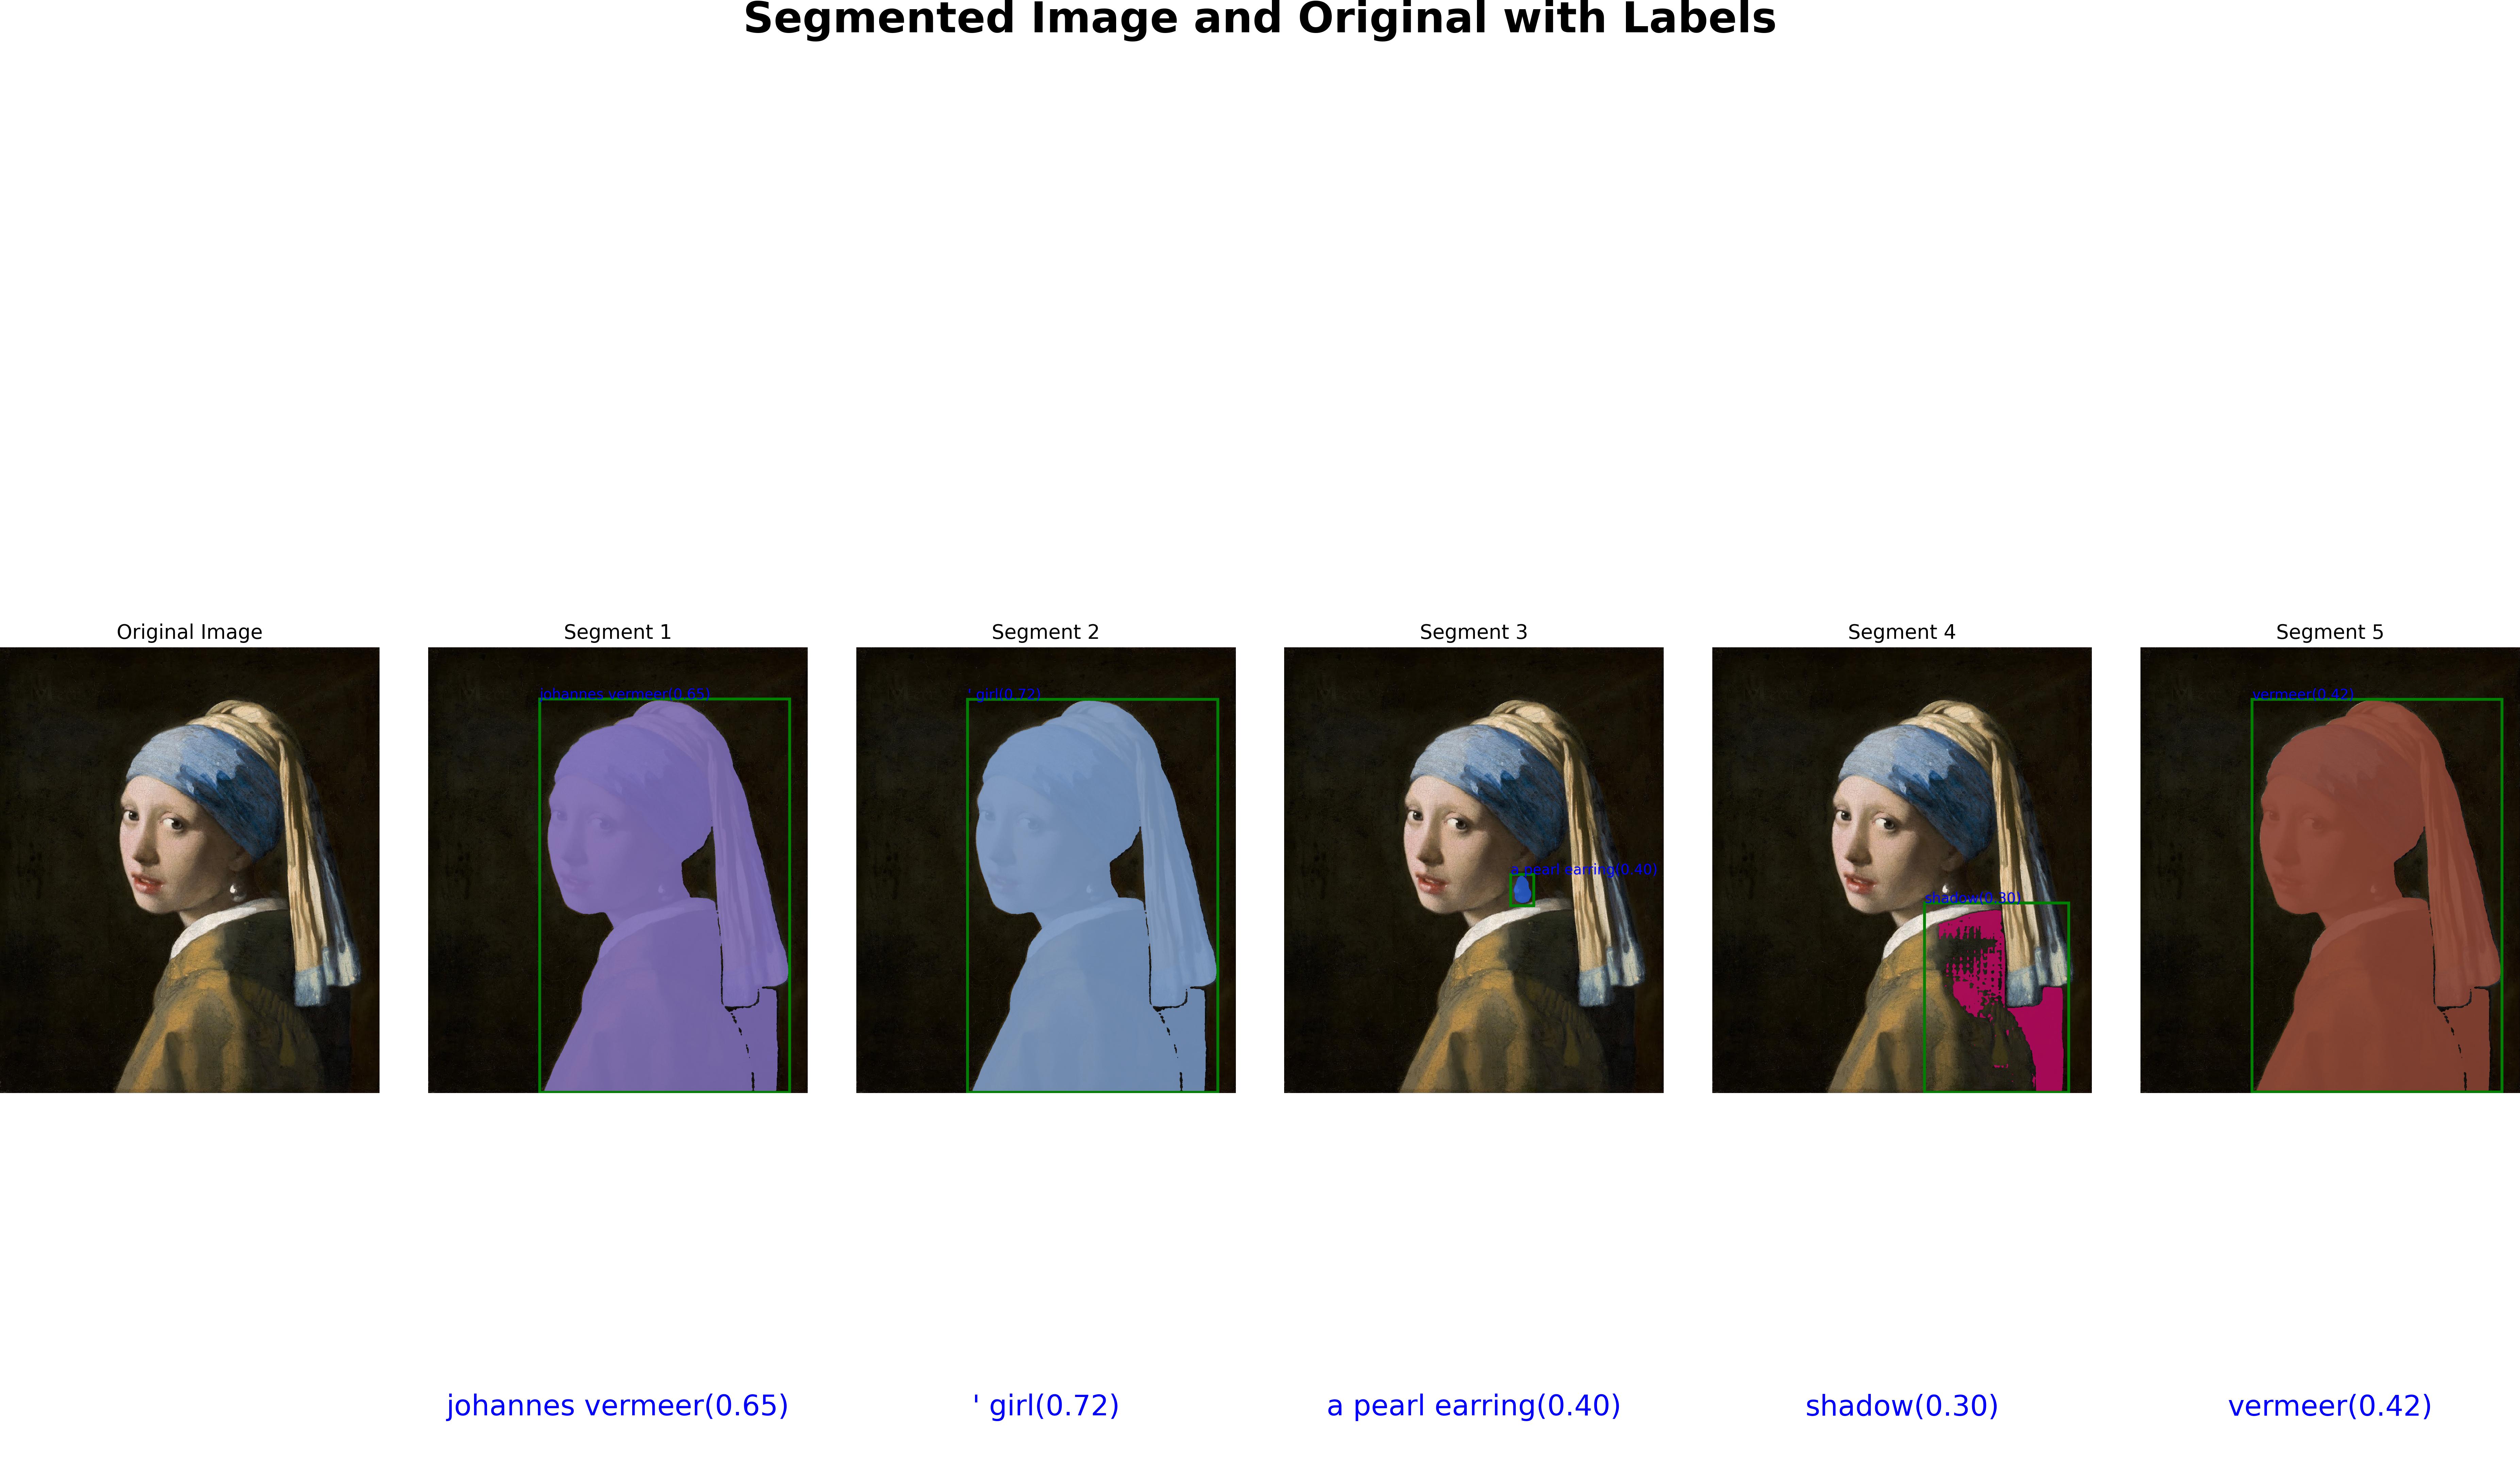 Segmented Image and Original with Labels
Original Image
Segment 1
Segment 2
Segment 3
Segment 4
Segment 5
johannes vermeer(0.65)
' girl(0.72)
a pearl earring(0.40)
shadow(0.30)
vermeer(0.42)
johannes vermeer(0.65)
' girl(0.72)
a pearl earring(0.40)
shadow(0.30)
vermeer(0.42)